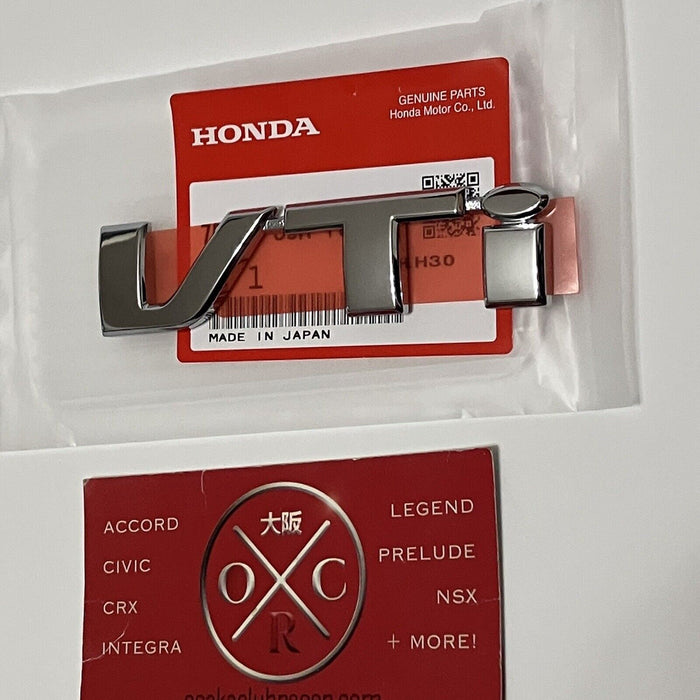 GENUINE PARTS
Honda Motor Co., Ltd.
HONDA
VTi
H30
1
MADE IN JAPAN
ACCORD
CIVIC
CRX
INTEGRA
大阪
O C
R
LEGEND
PRELUDE
NSX
+ MORE!